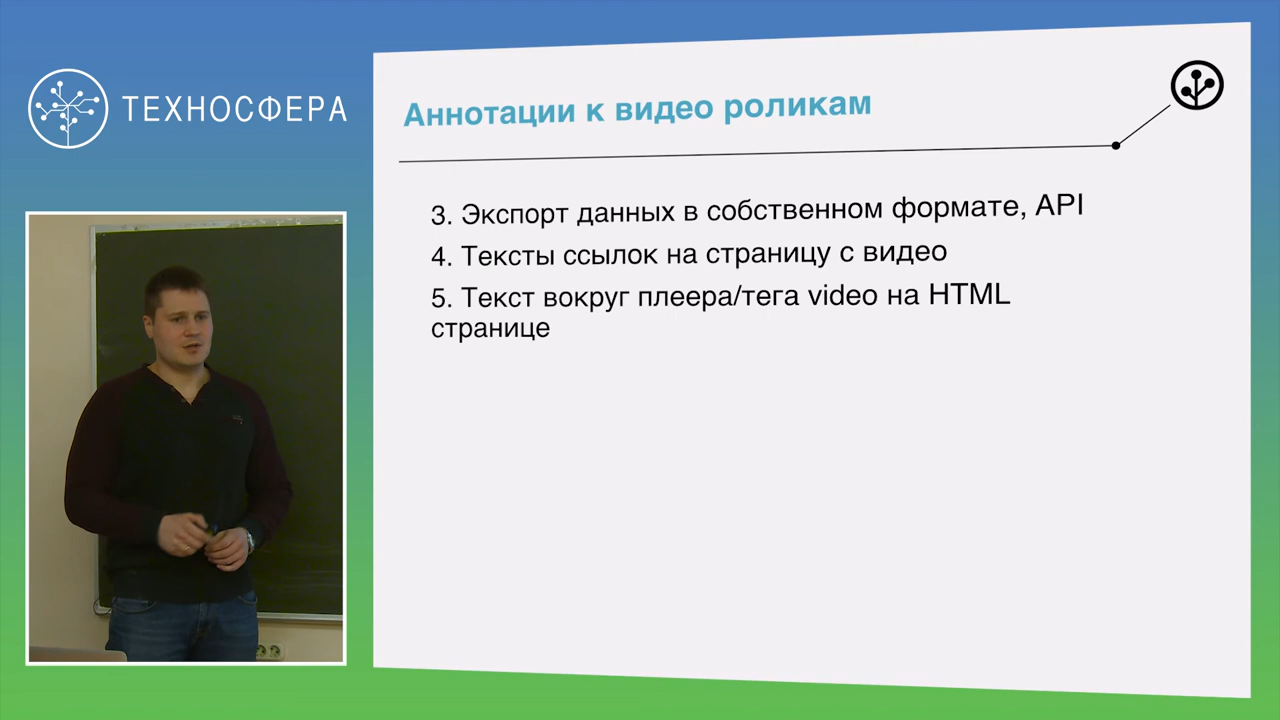 ТЕХНОСФЕРА
Аннотации к видео роликам
3. Экспорт данных в собственном формате, API
4. Тексты ссылок на страницу с видео
5. Текст вокруг плеера/тега video на HTML
странице